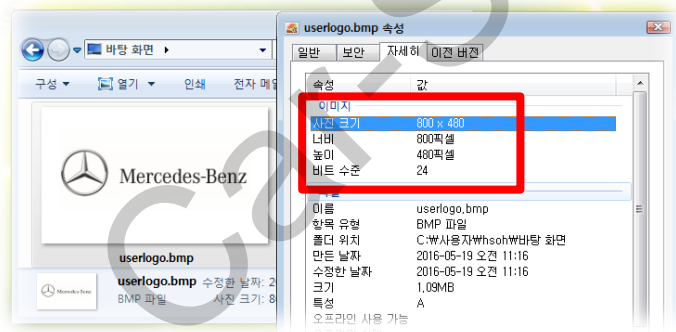 바탕 화면
구성 열기 인쇄 전자 메일
Mercedes-Benz
userlogo.bmp
Mercedes-Benz
userlogo.bmp 수정한 날짜: 2
BMP 파일 사진 크기: 8
userlogo.bmp 속성
일반 보안 자세히 이전 버전
속성 값
이미지
사진 크기 800 x 480
너비 800픽셀
높이 480픽셀
비트 수준 24
파일
이름 userlogo.bmp
항목 유형 BMP 파일
폴더 위치 C:₩사용자₩hsoh₩바탕 화면
만든 날짜 2016-05-19 오전 11:16
수정한 날짜 2016-05-19 오전 11:16
크기 1.09MB
특성 A
오프라인 사용 가능